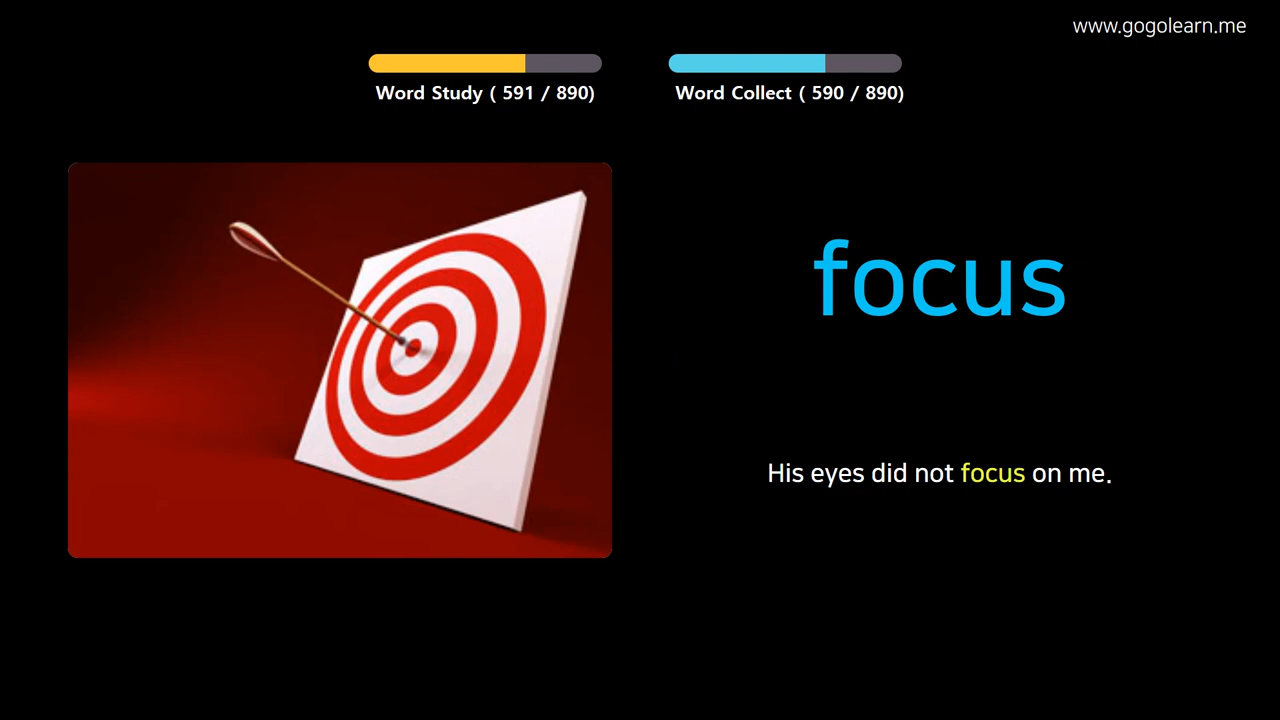 www.gogolearn.me
Word Study ( 591 / 890)
Word Collect ( 590 / 890)
focus
His eyes did not focus on me.